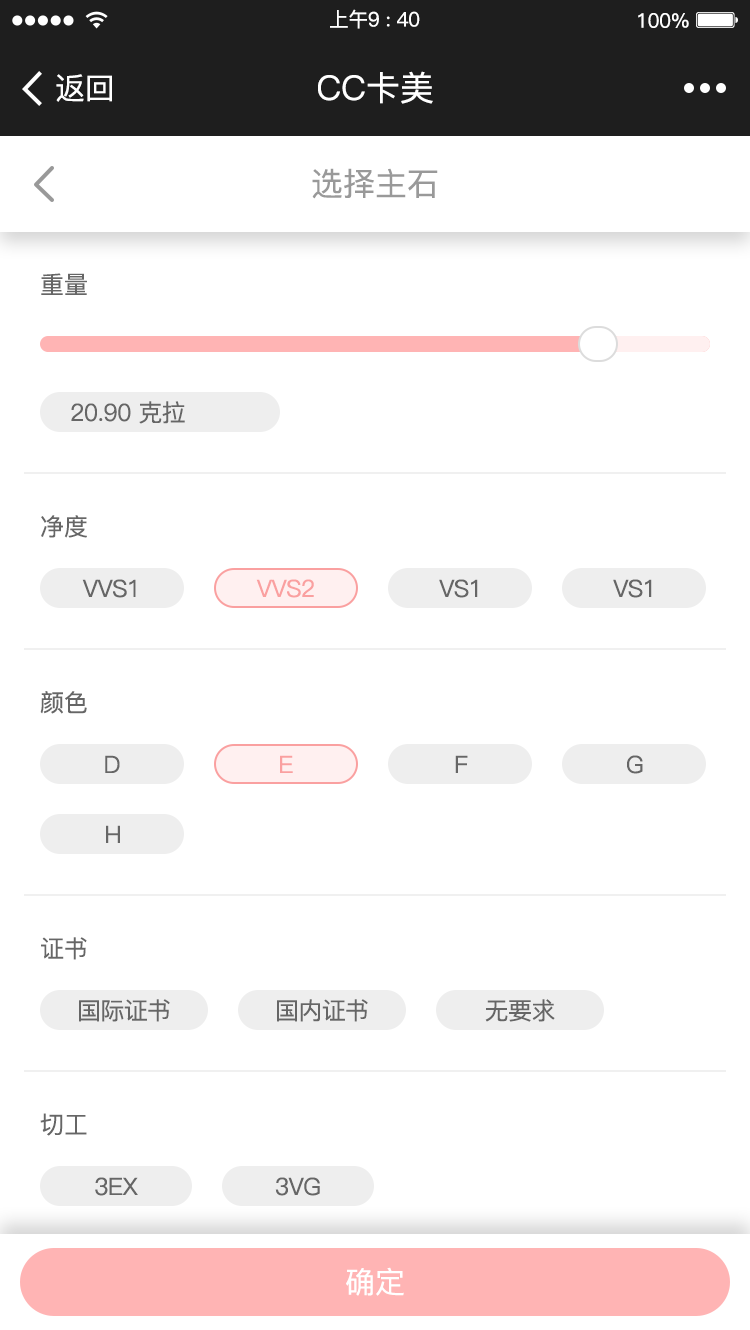 上午9 : 40
100%
返回
CC卡美
选择主石
重量
20.90 克拉
净度
VVS1 VVS2 VS1 VS1
颜色
D E F G
H
证书
国际证书 国内证书 无要求
切工
3EX 3VG
确定